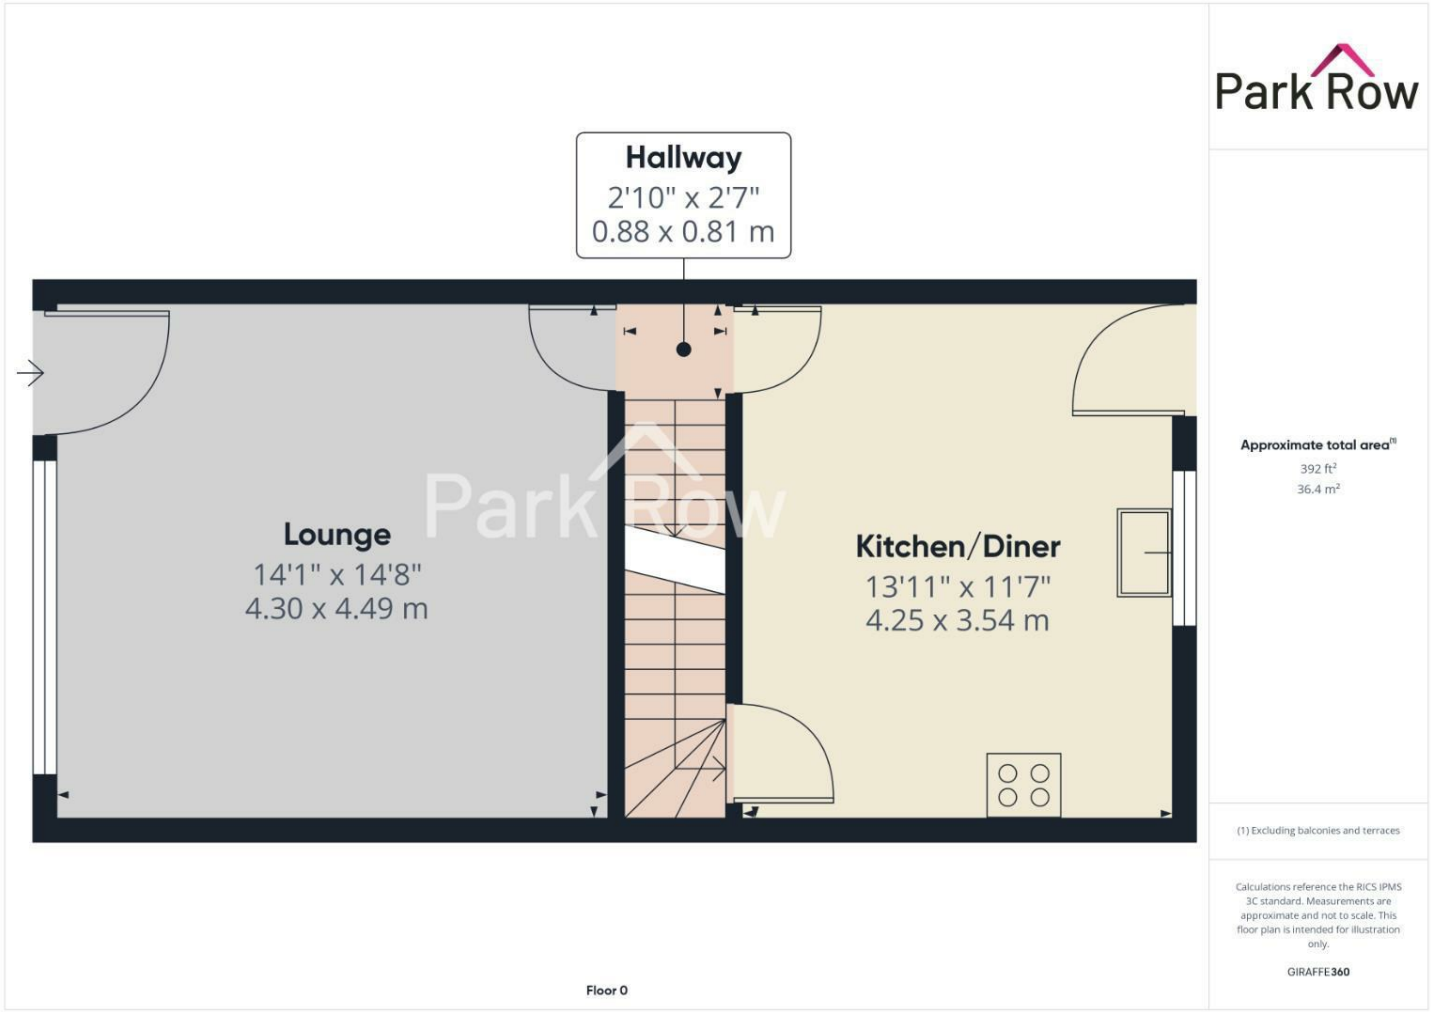 Park Row
Hallway
2'10" x 2'7"
0.88 x 0.81 m
Lounge
14'1" x 14'8"
4.30 x 4.49 m
Park Row
Kitchen/Diner
13'11" x 11'7"
4.25 x 3.54 m
Floor 0
Approximate total area(1)
392 ft²
36.4 m²
(1) Excluding balconies and terraces
Calculations reference the RICS IPMS
3C standard. Measurements are
approximate and not to scale. This
floor plan is intended for illustration
only.
GIRAFFE360